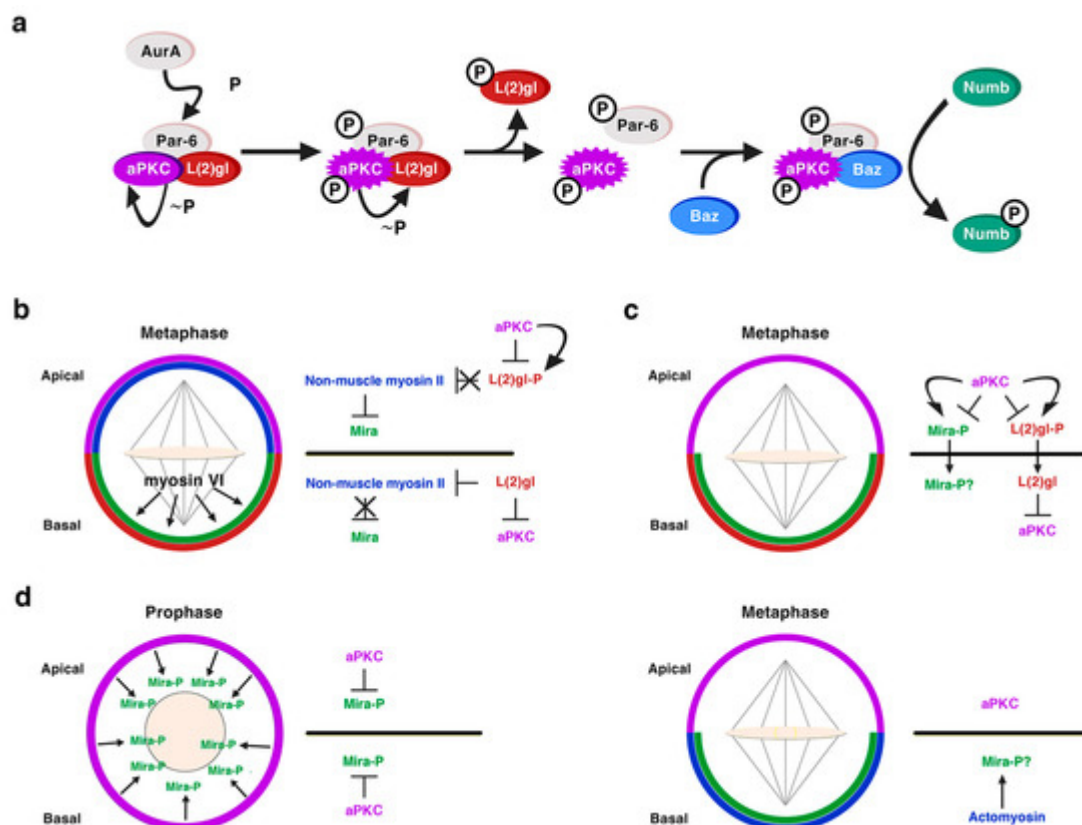 a
AurA
P
Par-6
aPKC
L(2)gl
~P
P
Par-6
aPKC
L(2)gl
P
~P
P
L(2)gl
P
Par-6
aPKC
P
Baz
P
Par-6
aPKC
Baz
P
Numb
Numb
P
b
Metaphase
Apical
Basal
myosin VI
aPKC
Non-muscle myosin II
L(2)gl-P
Mira
Non-muscle myosin II
L(2)gl
Mira
aPKC
c
Metaphase
Apical
Basal
aPKC
Mira-P
L(2)gl-P
Mira-P?
L(2)gl
aPKC
d
Prophase
Apical
Basal
Mira-P
Mira-P
Mira-P
Mira-P
Mira-P
Mira-P
Mira-P
Mira-P
Mira-P
aPKC
Mira-P
Mira-P
aPKC
Metaphase
Apical
Basal
aPKC
Mira-P?
Actomyosin